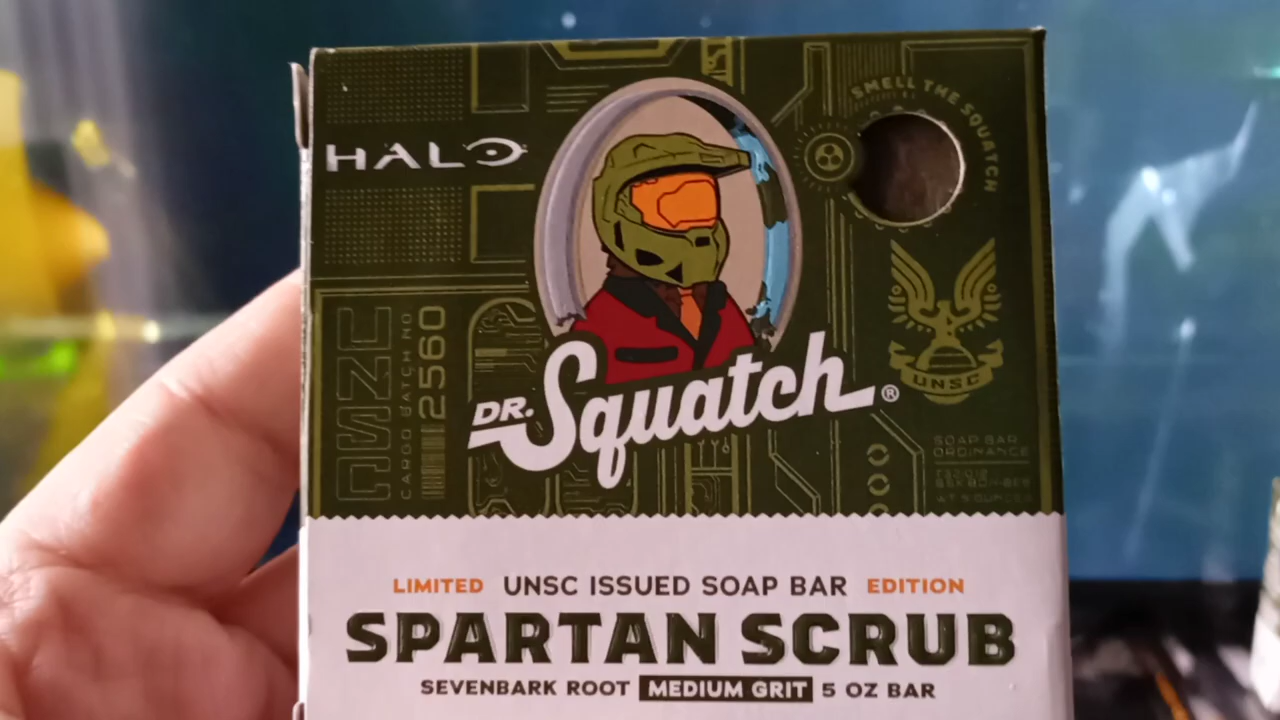 HALO
SMELL THE SQUATCH
UNSC
CARGO BATCH NO
2560
DR. Squatch®
UNSC
SOAP BAR
ORDINANCE
LIMITED UNSC ISSUED SOAP BAR EDITION
SPARTAN SCRUB
SEVENBARK ROOT MEDIUM GRIT 5 OZ BAR